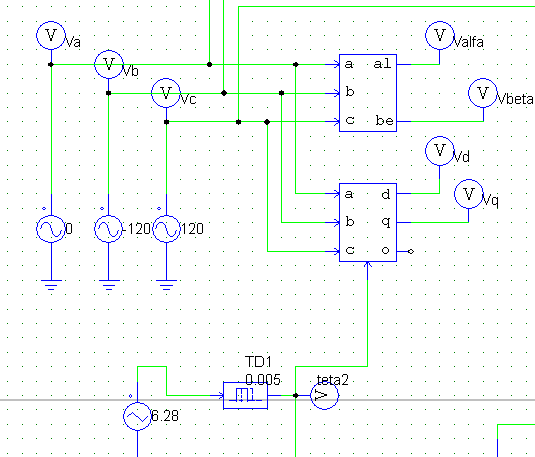 V Va
V Vb
V Vc
V Valfa
V Vbeta
V Vd
V Vq
a al
b
c be
a d
b q
c o
0
-120
120
TD1
0.005
teta2
V
6.28